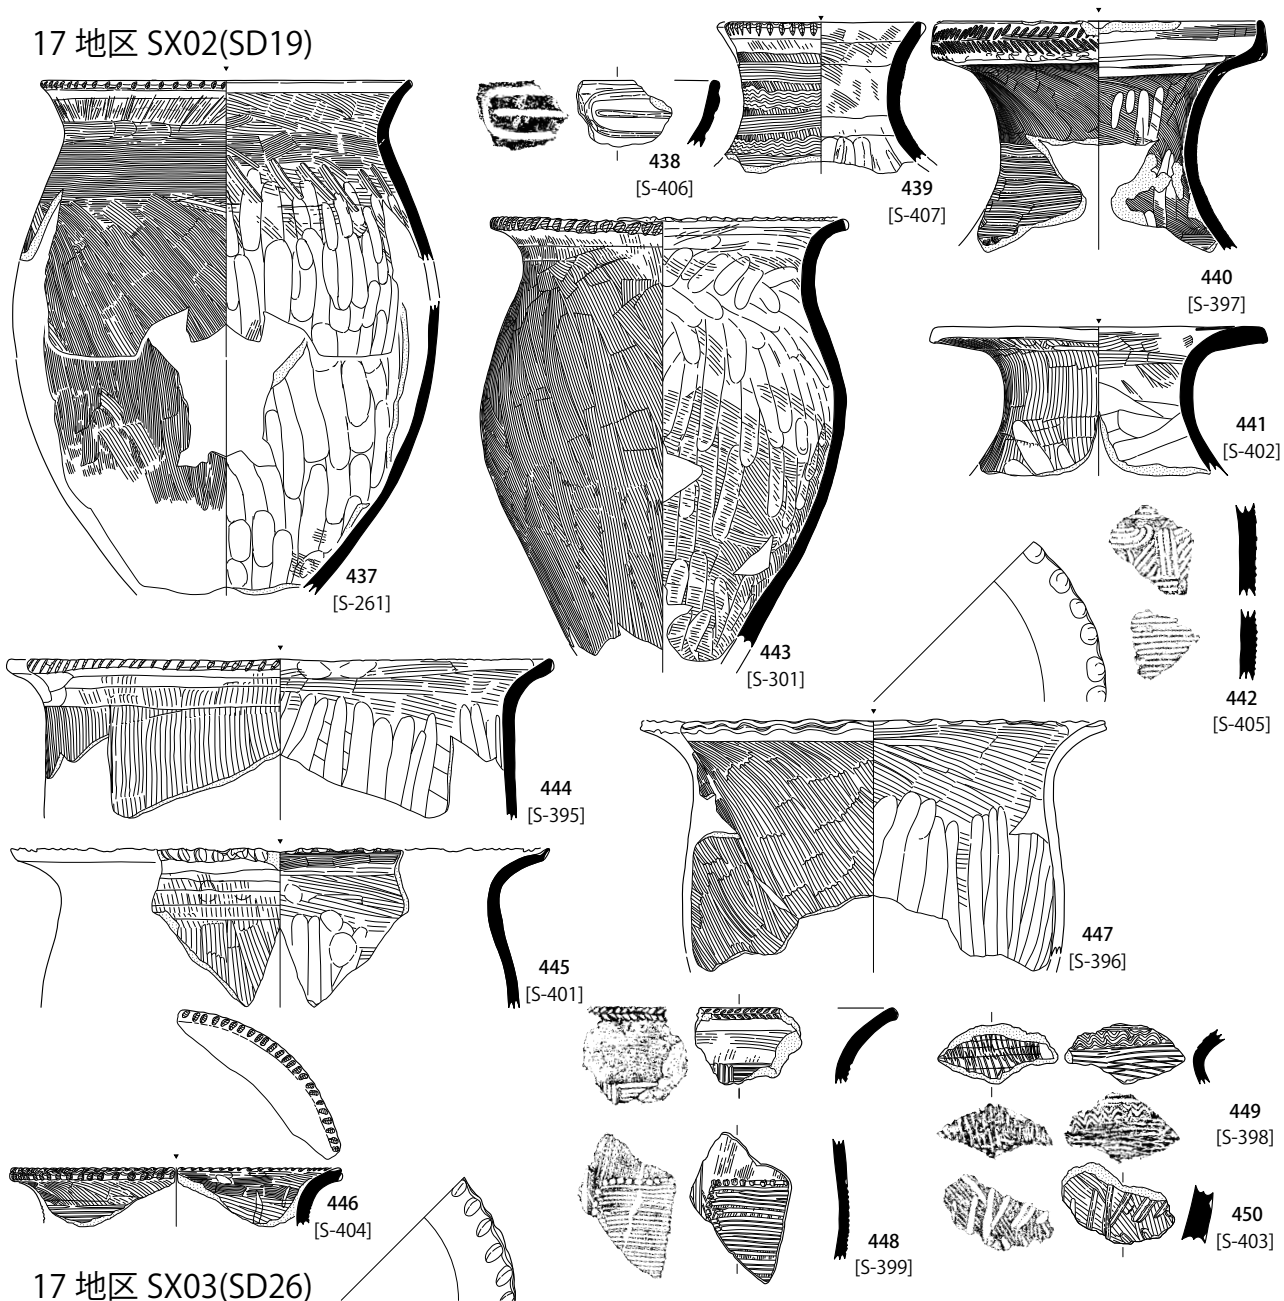 17 地区 SX02(SD19)
437
[S-261]
438
[S-406]
439
[S-407]
440
[S-397]
441
[S-402]
442
[S-405]
443
[S-301]
444
[S-395]
445
[S-401]
446
[S-404]
447
[S-396]
448
[S-399]
449
[S-398]
450
[S-403]
17 地区 SX03(SD26)